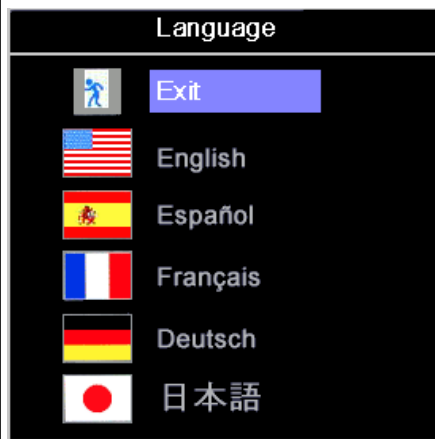 Language
Exit
English
Español
Français
Deutsch
日本語